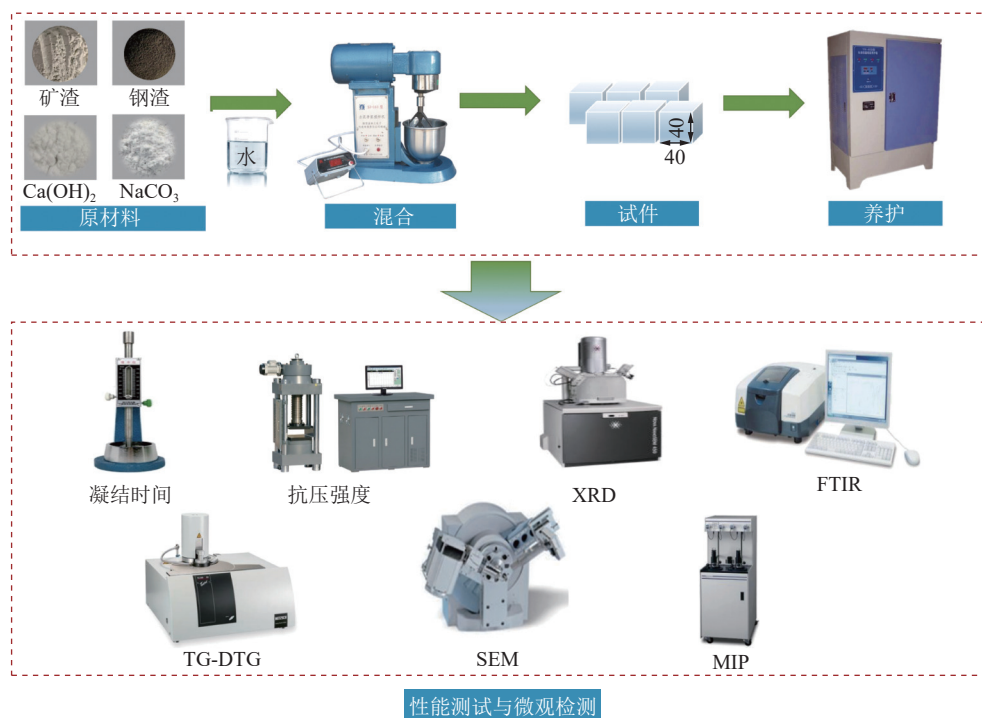 矿渣
钢渣
Ca(OH)₂
NaCO₃
原材料
水
混合
40
40
试件
养护
凝结时间
抗压强度
XRD
FTIR
TG-DTG
SEM
MIP
性能测试与微观检测